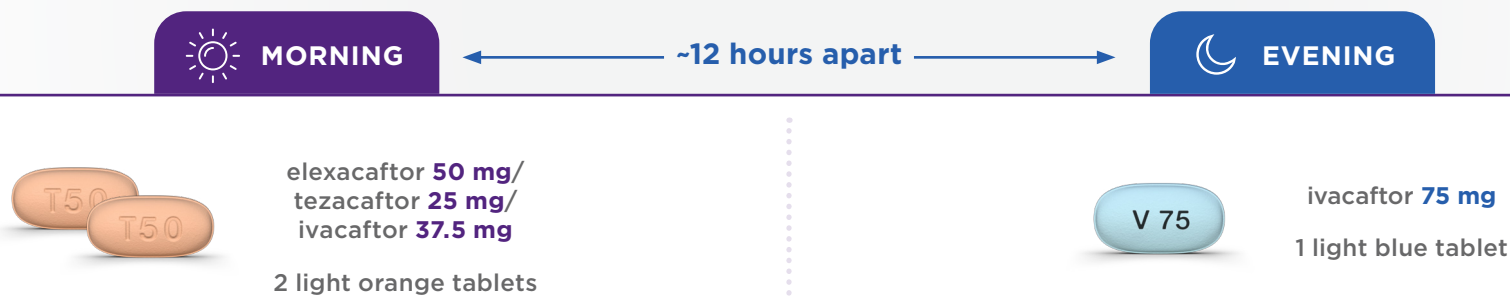 MORNING
~12 hours apart
EVENING
T50
T50
elexacaftor 50 mg/
tezacaftor 25 mg/
ivacaftor 37.5 mg
2 light orange tablets
V 75
ivacaftor 75 mg
1 light blue tablet